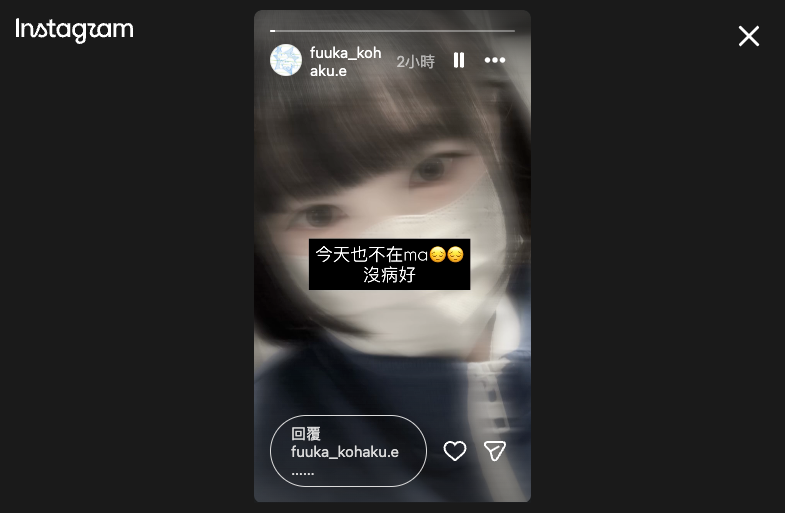 Instagram
fuuka_koh
aku.e
2小時
今天也不在ma😔😔
沒病好
回覆
fuuka_kohaku.e
......